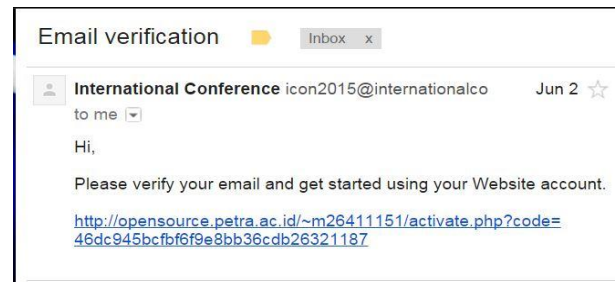 Email verification
Inbox x
International Conference icon2015@internationalco Jun 2
to me
Hi,
Please verify your email and get started using your Website account.
http://opensource.petra.ac.id/~m26411151/activate.php?code=
46dc945bcfbf6f9e8bb36cdb26321187